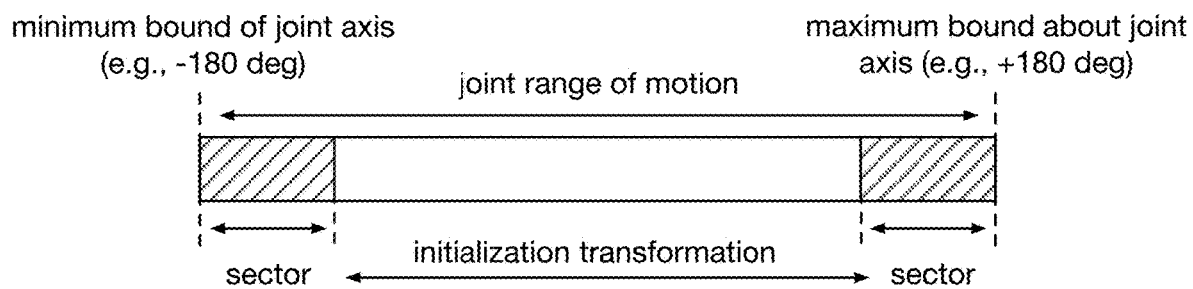 minimum bound of joint axis
(e.g., -180 deg)
maximum bound about joint
axis (e.g., +180 deg)
joint range of motion
initialization transformation
sector
sector